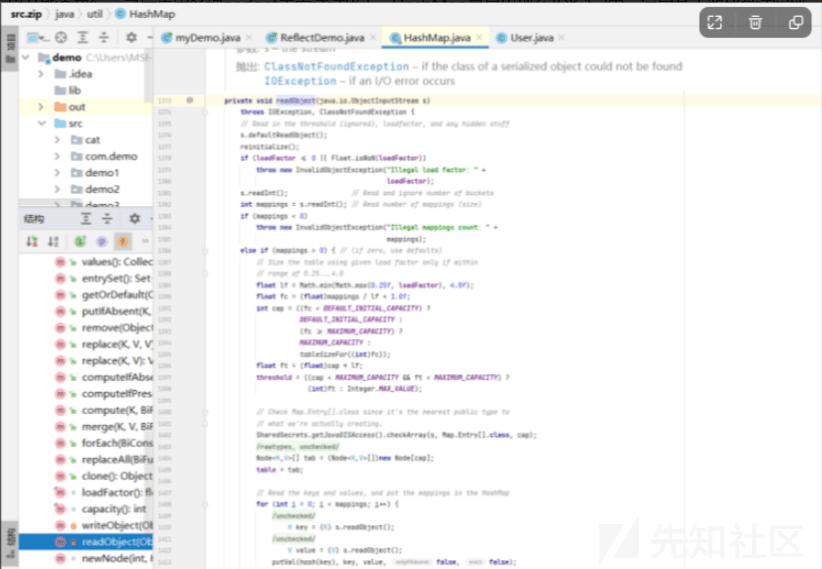 src.zip › java › util › HashMap
myDemo.java × ReflectDemo.java × HashMap.java × User.java ×
项目
demo C:\Users\MSI
.idea
lib
out
src
cat
com.demo
demo1
demo2
demo3
结构
values(): Collec
entrySet(): Set
getOrDefault(O
putIfAbsent(K,
remove(Object
replace(K, V, V)
replace(K, V): V
computeIfAbse
computeIfPres
compute(K, BiF
merge(K, V, BiF
forEach(BiCons
replaceAll(BiFu
clone(): Object
loadFactor(): fl
capacity(): int
writeObject(Ob
readObject(Ob
newNode(int, H
结构
抛出: ClassNotFoundException – if the class of a serialized object could not be found
IOException – if an I/O error occurs
private void readObject(java.io.ObjectInputStream s)
throws IOException, ClassNotFoundException {
// Read in the threshold (ignored), loadfactor, and any hidden stuff
s.defaultReadObject();
reinitialize();
if (loadFactor <= 0 || Float.isNaN(loadFactor))
throw new InvalidObjectException("Illegal load factor: " +
loadFactor);
s.readInt(); // Read and ignore number of buckets
int mappings = s.readInt(); // Read number of mappings (size)
if (mappings < 0)
throw new InvalidObjectException("Illegal mappings count: " +
mappings);
else if (mappings > 0) { // (if zero, use defaults)
// Size the table using given load factor only if within
// range of 0.25...4.0
float lf = Math.min(Math.max(0.25f, loadFactor), 4.0f);
float fc = (float)mappings / lf + 1.0f;
int cap = ((fc < DEFAULT_INITIAL_CAPACITY) ?
DEFAULT_INITIAL_CAPACITY :
(fc >= MAXIMUM_CAPACITY) ?
MAXIMUM_CAPACITY :
tableSizeFor((int)fc));
float ft = (float)cap * lf;
threshold = ((cap < MAXIMUM_CAPACITY && ft < MAXIMUM_CAPACITY) ?
(int)ft : Integer.MAX_VALUE);
// Check Map.Entry[].class since it's the nearest public type to
// what we're actually creating.
SharedSecrets.getJavaOISAccess().checkArray(s, Map.Entry[].class, cap);
/rawtypes, unchecked/
Node<K,V>[] tab = (Node<K,V>[])new Node[cap];
table = tab;
// Read the keys and values, and put the mappings in the HashMap
for (int i = 0; i < mappings; i++) {
/unchecked/
K key = (K) s.readObject();
/unchecked/
V value = (V) s.readObject();
putVal(hash(key), key, value, false, false);
先知社区